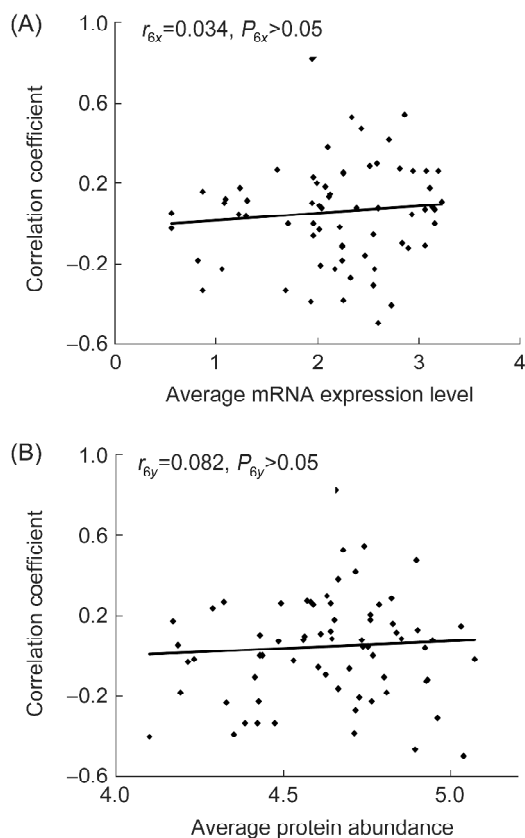 (A)
r6x=0.034, P6x>0.05
1.0
0.6
0.2
−0.2
−0.6
Corrlelation coefficient
0 1 2 3 4
Average mRNA expression level
(B)
r6y=0.082, P6y>0.05
1.0
0.6
0.2
−0.2
−0.6
Corrlelation coefficient
4.0 4.5 5.0
Average protein abundance